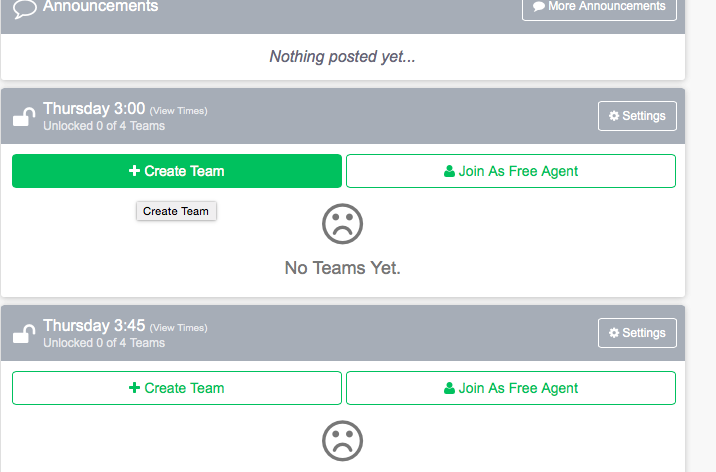 Announcements
More Announcements
Nothing posted yet...
Thursday 3:00 (View Times)
Unlocked 0 of 4 Teams
Settings
Create Team
Join As Free Agent
Create Team
No Teams Yet.
Thursday 3:45 (View Times)
Unlocked 0 of 4 Teams
Settings
Create Team
Join As Free Agent